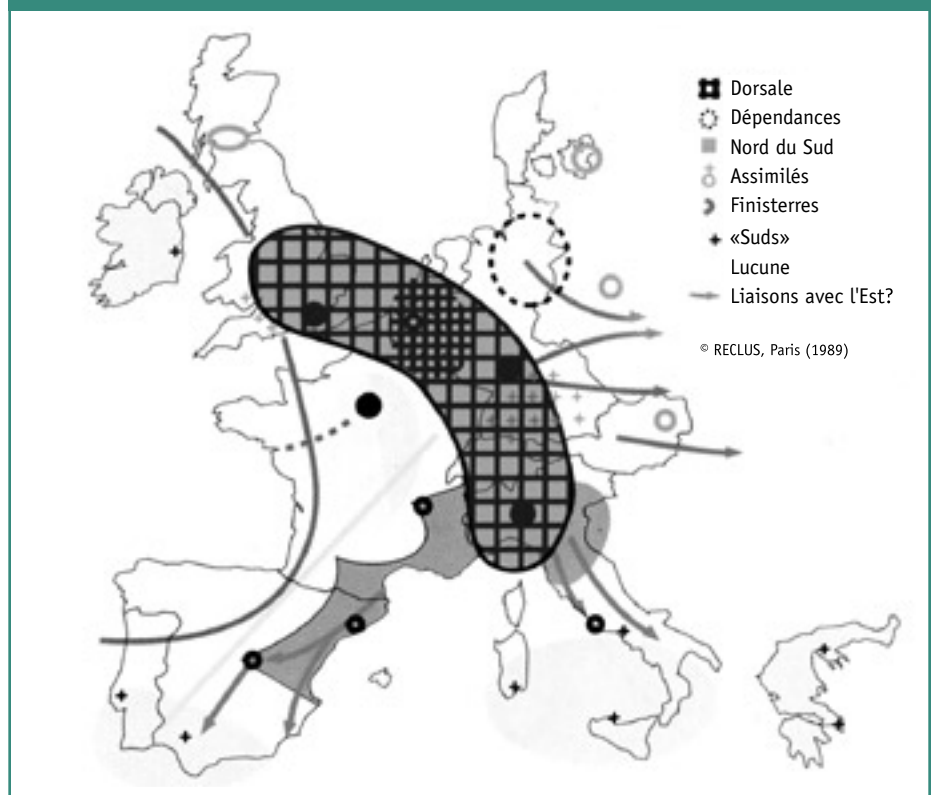 Dorsale
Dépendances
Nord du Sud
Assimilés
Finisterres
«Suds»
Lucune
Liaisons avec l'Est?
© RECLUS, Paris (1989)